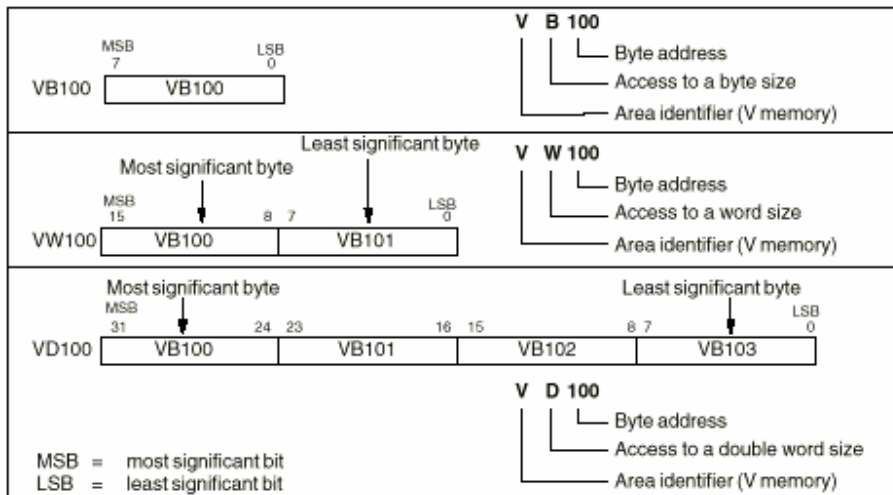 MSB LSB
7 0
VB100 VB100
V B 100
Byte address
Access to a byte size
Area identifier (V memory)
Most significant byte
Least significant byte
MSB LSB
15 8 7 0
VW100 VB100 VB101
V W 100
Byte address
Access to a word size
Area identifier (V memory)
Most significant byte Least significant byte
MSB LSB
31 24 23 16 15 8 7 0
VD100 VB100 VB101 VB102 VB103
V D 100
Byte address
Access to a double word size
Area identifier (V memory)
MSB = most significant bit
LSB = least significant bit